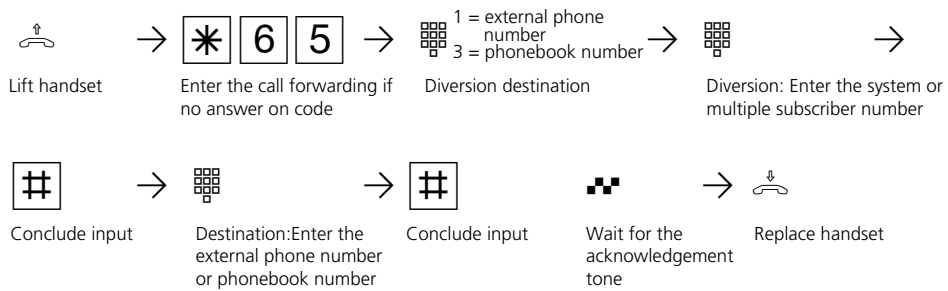 1 = external phone
number
3 = phonebook number
* 6 5
Lift handset
Enter the call forwarding if
no answer on code
Diversion destination
Diversion: Enter the system or
multiple subscriber number
#
#
Conclude input
Destination:Enter the
external phone number
or phonebook number
Conclude input
Wait for the
acknowledgement
tone
Replace handset